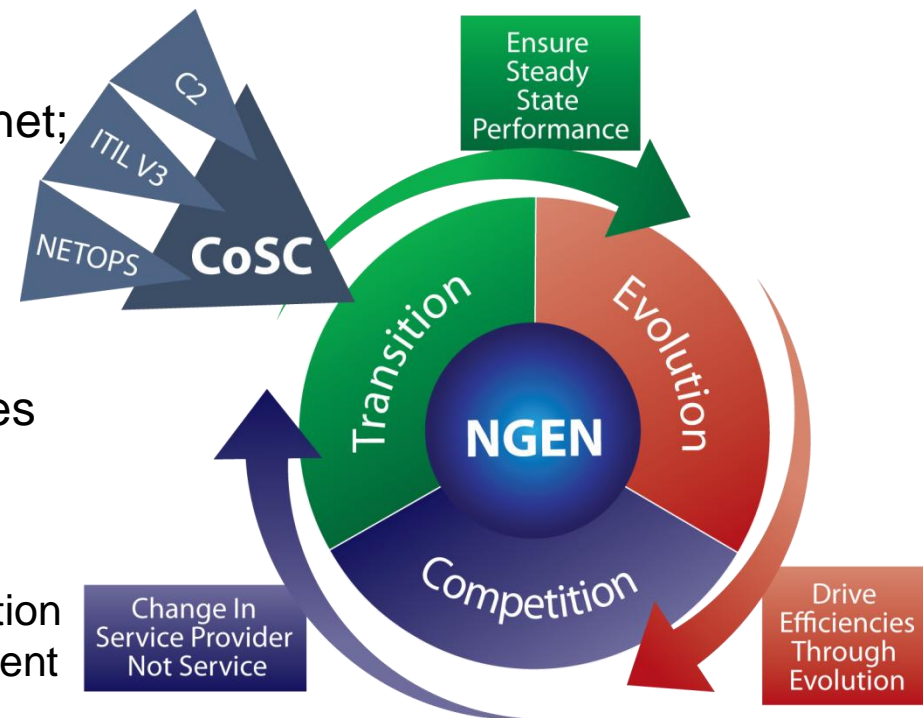 net;
es
tion
ent
C2
ITIL V3
NETOPS
CoSC
Ensure
Steady
State
Performance
Transition
Evolution
NGEN
Competition
Change In
Service Provider
Not Service
Drive
Efficiencies
Through
Evolution